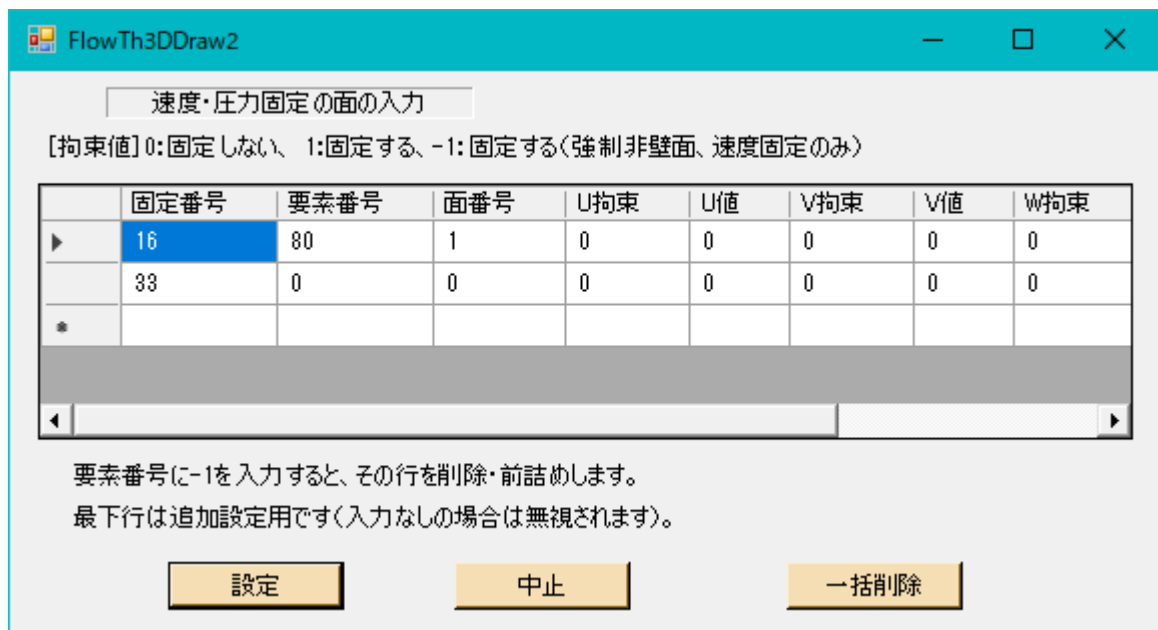 FlowTh3DDraw2
速度・圧力固定の面の入力
[拘束値]0:固定しない、 1:固定する、-1:固定する(強制非壁面、速度固定のみ)
固定番号 要素番号 面番号 U拘束 U値 V拘束 V値 W拘束
16 80 1 0 0 0 0 0
33 0 0 0 0 0 0 0
要素番号に-1を入力すると、その行を削除・前詰めします。
最下行は追加設定用です(入力なしの場合は無視されます)。
設定 中止 一括削除